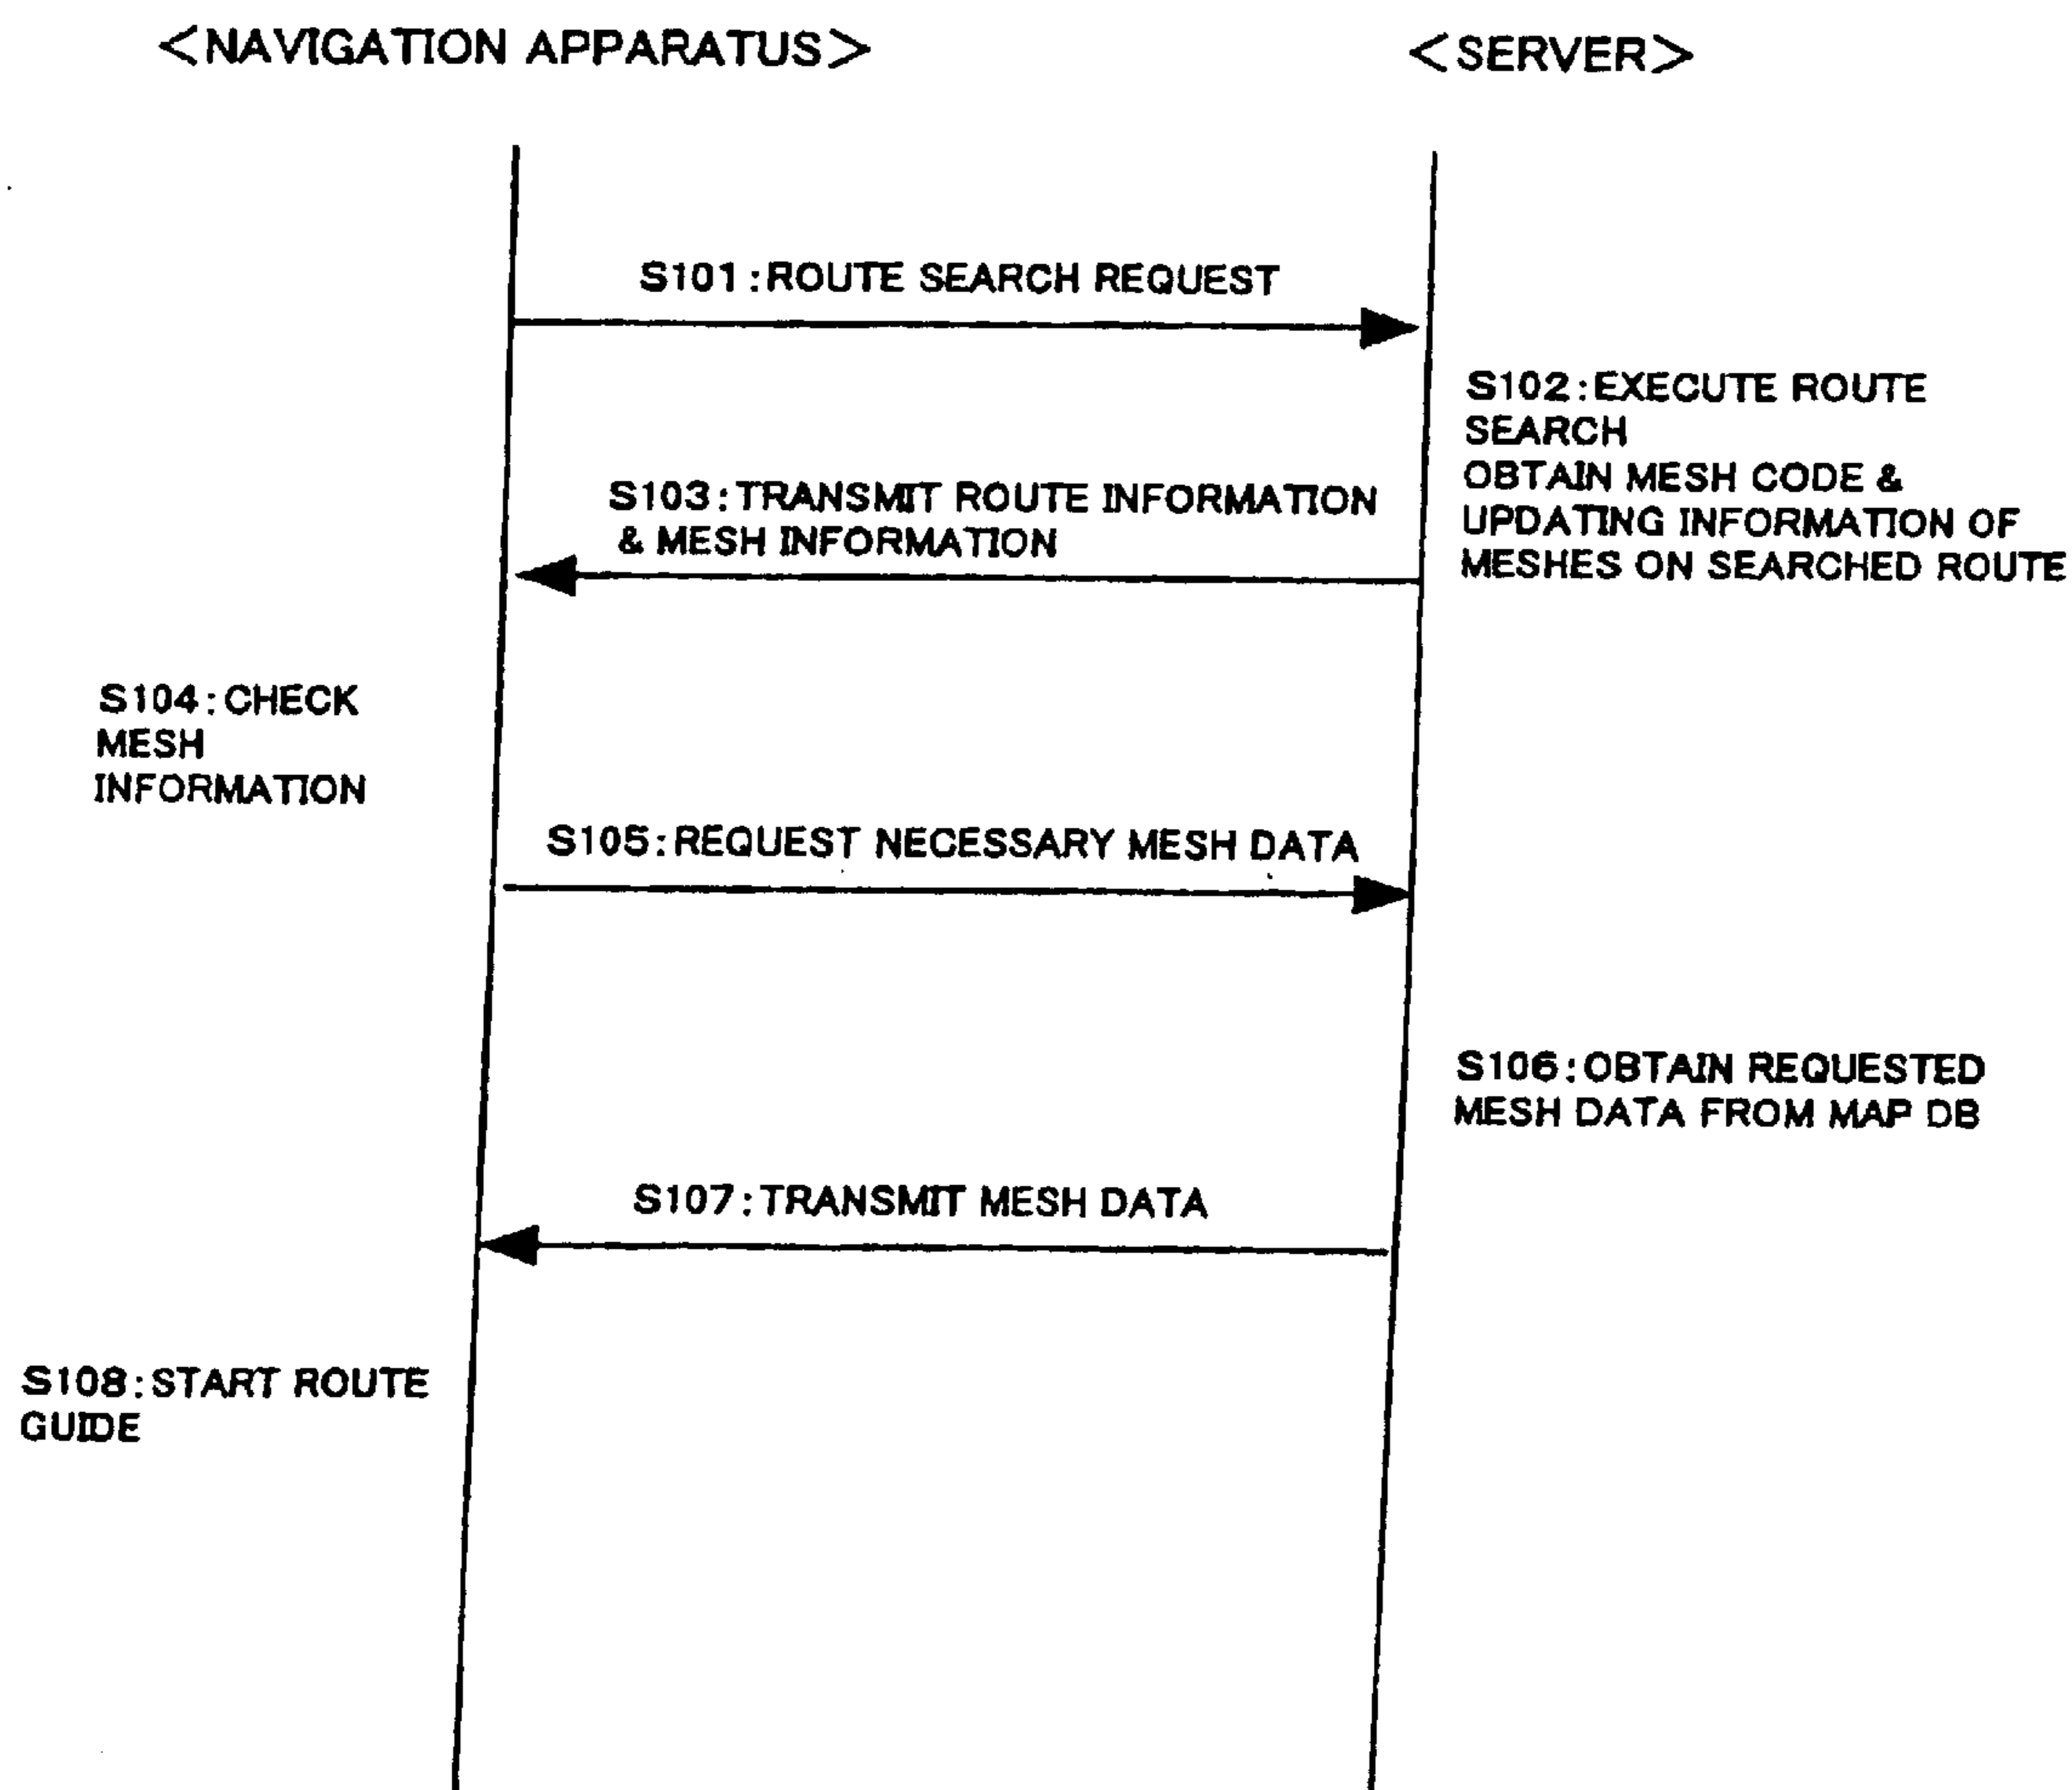 <NAVIGATION APPARATUS>
<SERVER>
S101:ROUTE SEARCH REQUEST
S102:EXECUTE ROUTE
SEARCH
OBTAIN MESH CODE &
UPDATING INFORMATION OF
MESHES ON SEARCHED ROUTE
S103:TRANSMIT ROUTE INFORMATION
& MESH INFORMATION
S104:CHECK
MESH
INFORMATION
S105:REQUEST NECESSARY MESH DATA
S106:OBTAIN REQUESTED
MESH DATA FROM MAP DB
S107:TRANSMIT MESH DATA
S108:START ROUTE
GUIDE